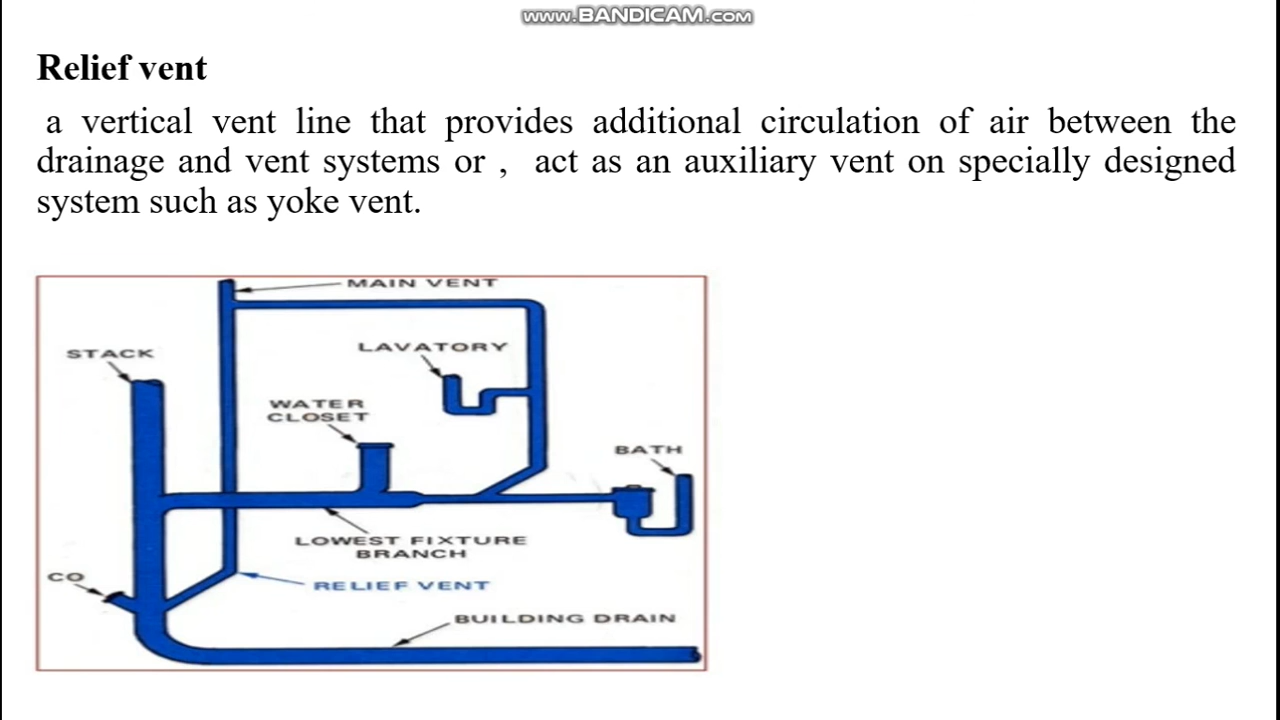 www.BANDICAM.com
Relief vent
a vertical vent line that provides additional circulation of air between the
drainage and vent systems or , act as an auxiliary vent on specially designed
system such as yoke vent.
MAIN VENT
STACK
LAVATORY
WATER
CLOSET
BATH
LOWEST FIXTURE
BRANCH
CO
RELIEF VENT
BUILDING DRAIN